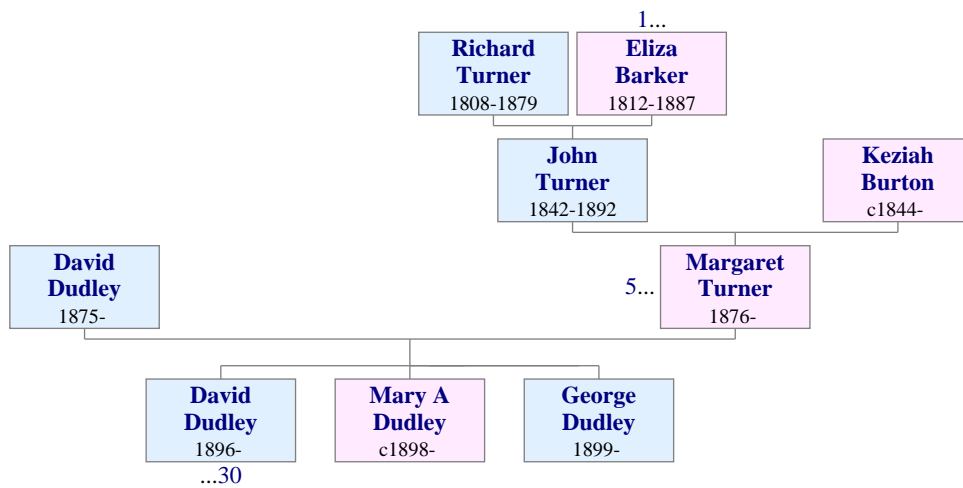 1...
Richard
Turner
1808-1879
Eliza
Barker
1812-1887
John
Turner
1842-1892
Keziah
Burton
c1844-
David
Dudley
1875-
5...
Margaret
Turner
1876-
David
Dudley
1896-
Mary A
Dudley
c1898-
George
Dudley
1899-
...30